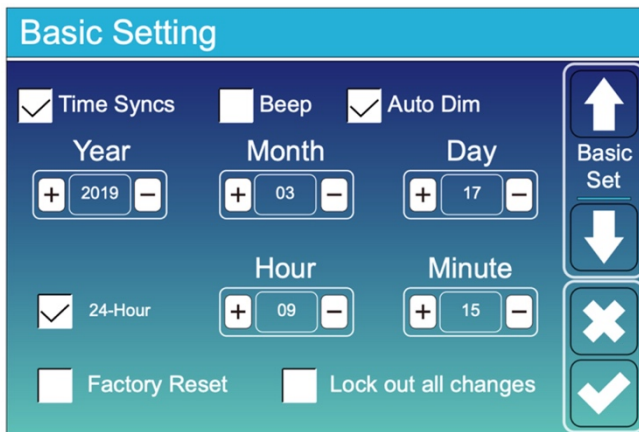 Basic Setting
Time Syncs Beep Auto Dim
Year Month Day
+ 2019 − + 03 − + 17 −
Basic
Set
Hour Minute
24-Hour + 09 − + 15 −
Factory Reset Lock out all changes